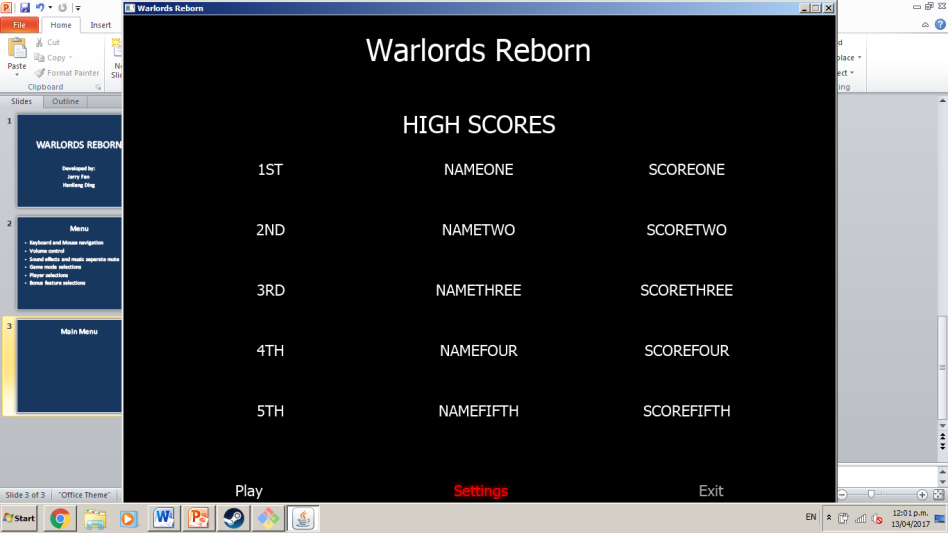 Warlords Reborn
File
Home
Insert
Paste
Cut
Copy
Format Painter
Clipboard
Slides
Outline
1
WARLORDS REBORN
Developed by:
Jerry Fan
Hanliang Ding
2
Menu
• Keyboard and Mouse navigation
• Volume control
• Sound effects and music separate mute
• Game mode selections
• Player selections
• Bonus feature selections
3
Main Menu
Warlords Reborn
HIGH SCORES
1ST NAMEONE SCOREONE
2ND NAMETWO SCORETWO
3RD NAMETHREE SCORETHREE
4TH NAMEFOUR SCOREFOUR
5TH NAMEFIFTH SCOREFIFTH
Play Settings Exit
Slide 3 of 3 "Office Theme"
Start
EN
12:01 p.m.
13/04/2017